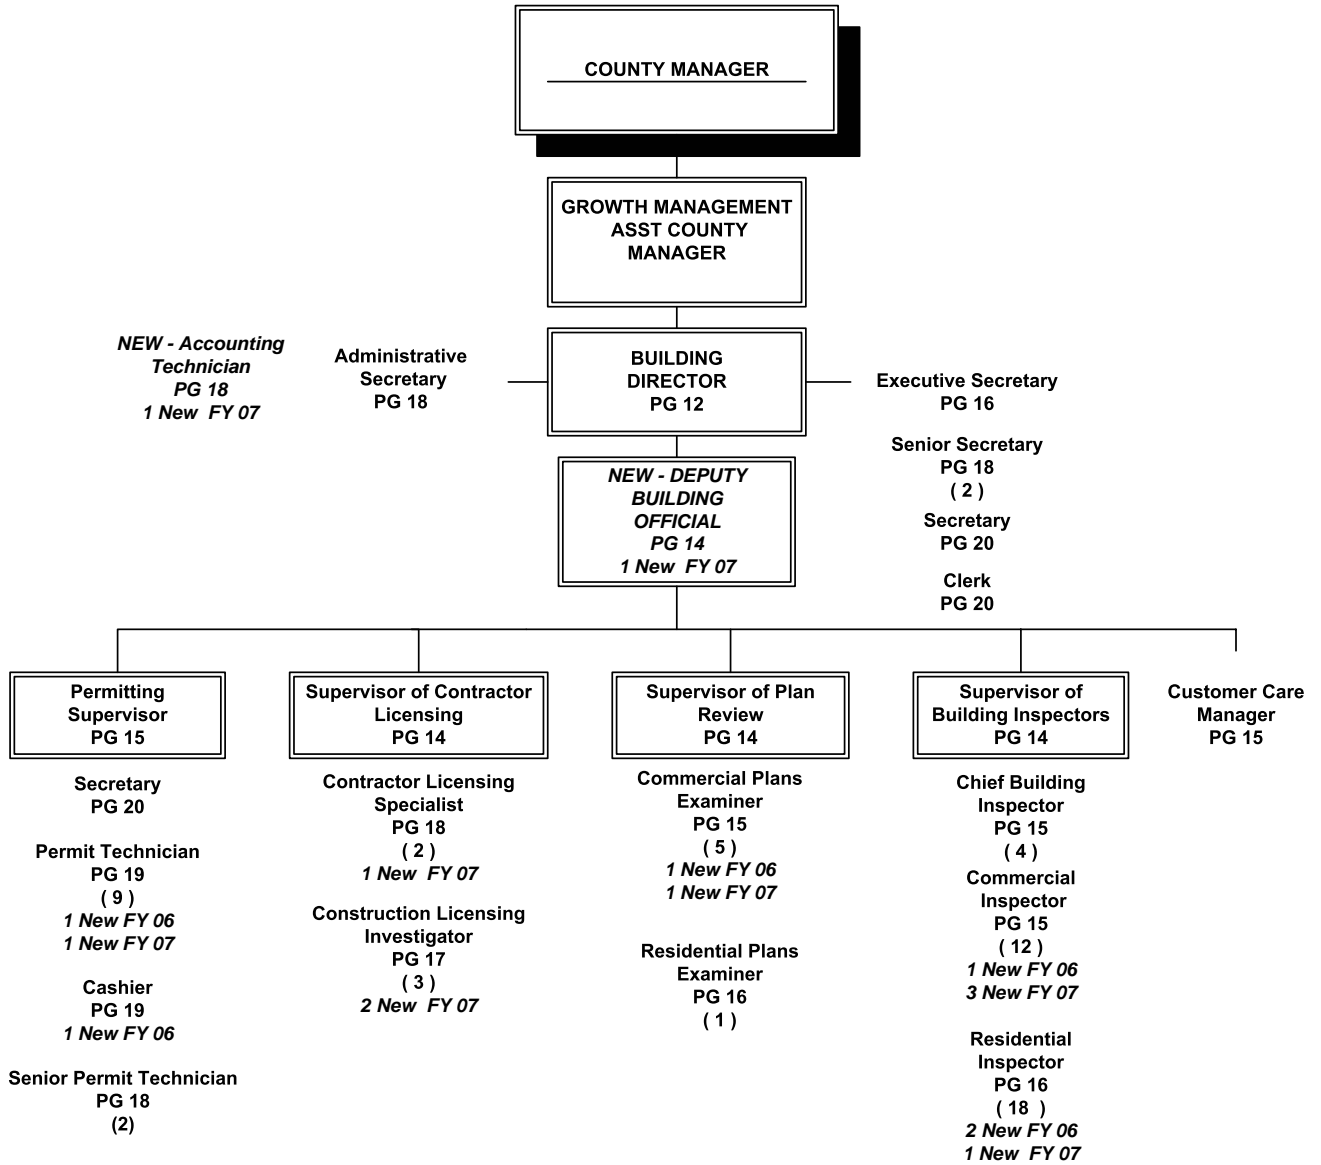 COUNTY MANAGER
GROWTH MANAGEMENT
ASST COUNTY
MANAGER
NEW - Accounting
Technician
PG 18
1 New FY 07
Administrative
Secretary
PG 18
BUILDING
DIRECTOR
PG 12
Executive Secretary
PG 16
Senior Secretary
PG 18
( 2 )
Secretary
PG 20
Clerk
PG 20
NEW - DEPUTY
BUILDING
OFFICIAL
PG 14
1 New FY 07
Permitting
Supervisor
PG 15
Secretary
PG 20
Permit Technician
PG 19
( 9 )
1 New FY 06
1 New FY 07
Cashier
PG 19
1 New FY 06
Senior Permit Technician
PG 18
(2)
Supervisor of Contractor
Licensing
PG 14
Contractor Licensing
Specialist
PG 18
( 2 )
1 New FY 07
Construction Licensing
Investigator
PG 17
( 3 )
2 New FY 07
Supervisor of Plan
Review
PG 14
Commercial Plans
Examiner
PG 15
( 5 )
1 New FY 06
1 New FY 07
Residential Plans
Examiner
PG 16
( 1 )
Supervisor of
Building Inspectors
PG 14
Chief Building
Inspector
PG 15
( 4 )
Commercial
Inspector
PG 15
( 12 )
1 New FY 06
3 New FY 07
Residential
Inspector
PG 16
( 18 )
2 New FY 06
1 New FY 07
Customer Care
Manager
PG 15